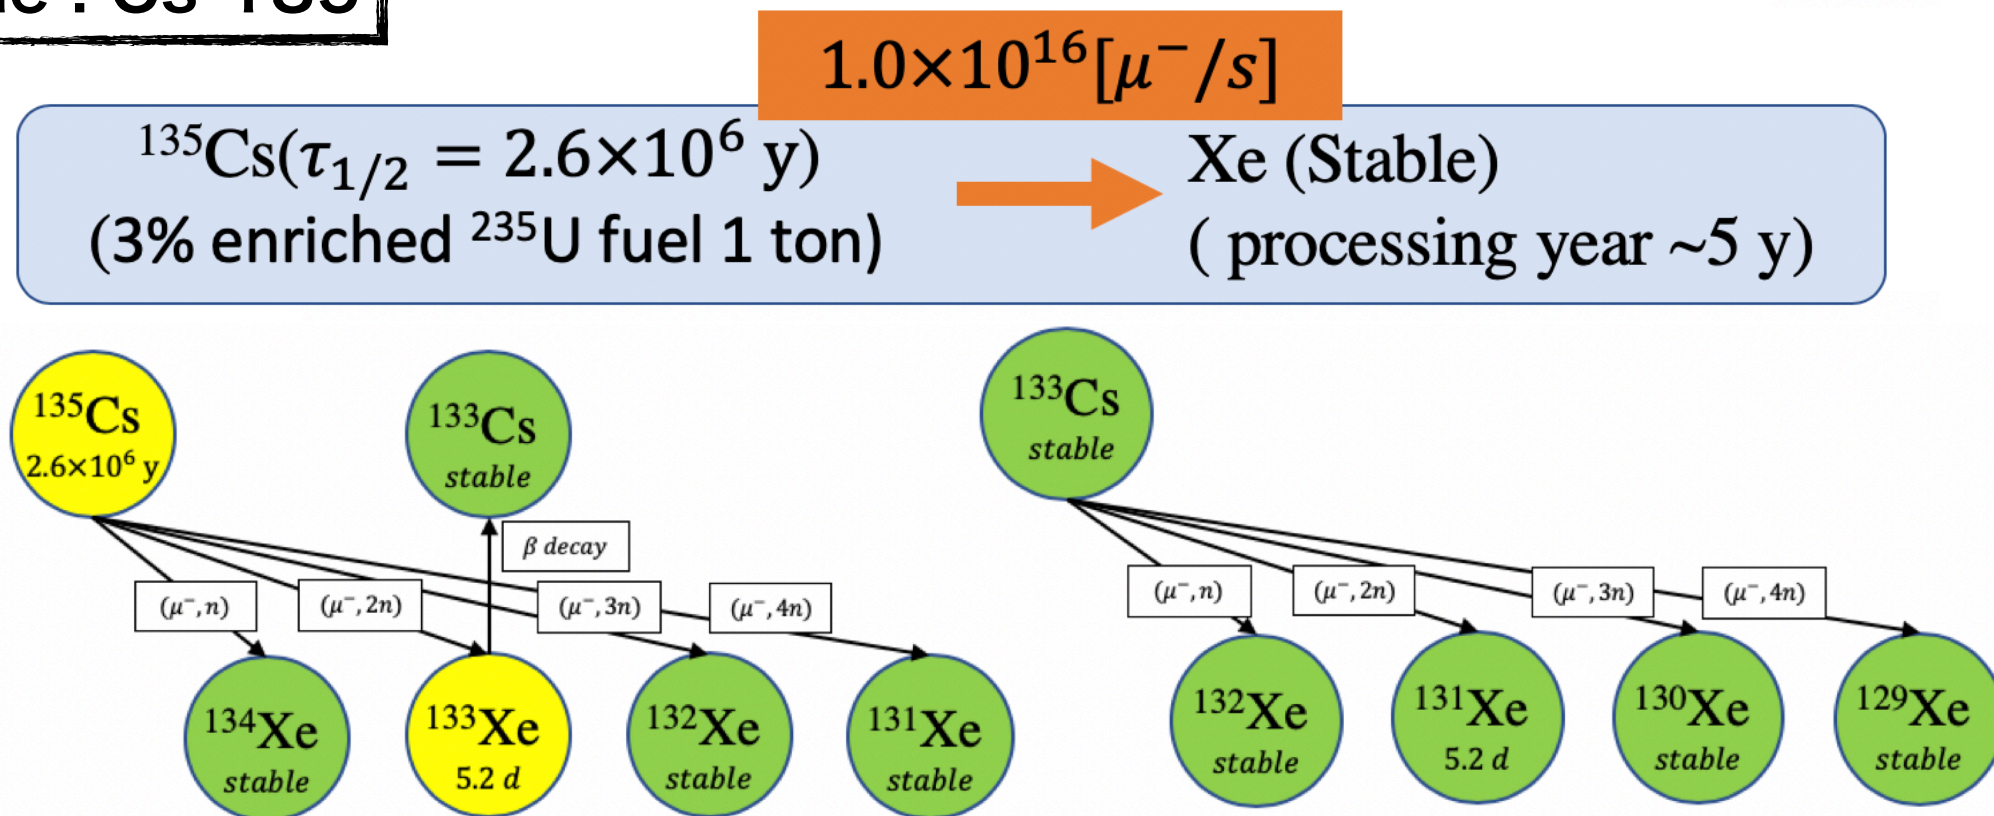 1.0×10¹⁶[μ⁻/s]
¹³⁵Cs(τ₁/₂ = 2.6×10⁶ y)
(3% enriched ²³⁵U fuel 1 ton)
Xe (Stable)
( processing year ~5 y)
¹³⁵Cs
2.6×10⁶ y
¹³³Cs
stable
¹³³Cs
stable
β decay
(μ⁻, n)
(μ⁻, 2n)
(μ⁻, 3n)
(μ⁻, 4n)
(μ⁻, n)
(μ⁻, 2n)
(μ⁻, 3n)
(μ⁻, 4n)
¹³⁴Xe
stable
¹³³Xe
5.2 d
¹³²Xe
stable
¹³¹Xe
stable
¹³²Xe
stable
¹³¹Xe
5.2 d
¹³⁰Xe
stable
¹²⁹Xe
stable